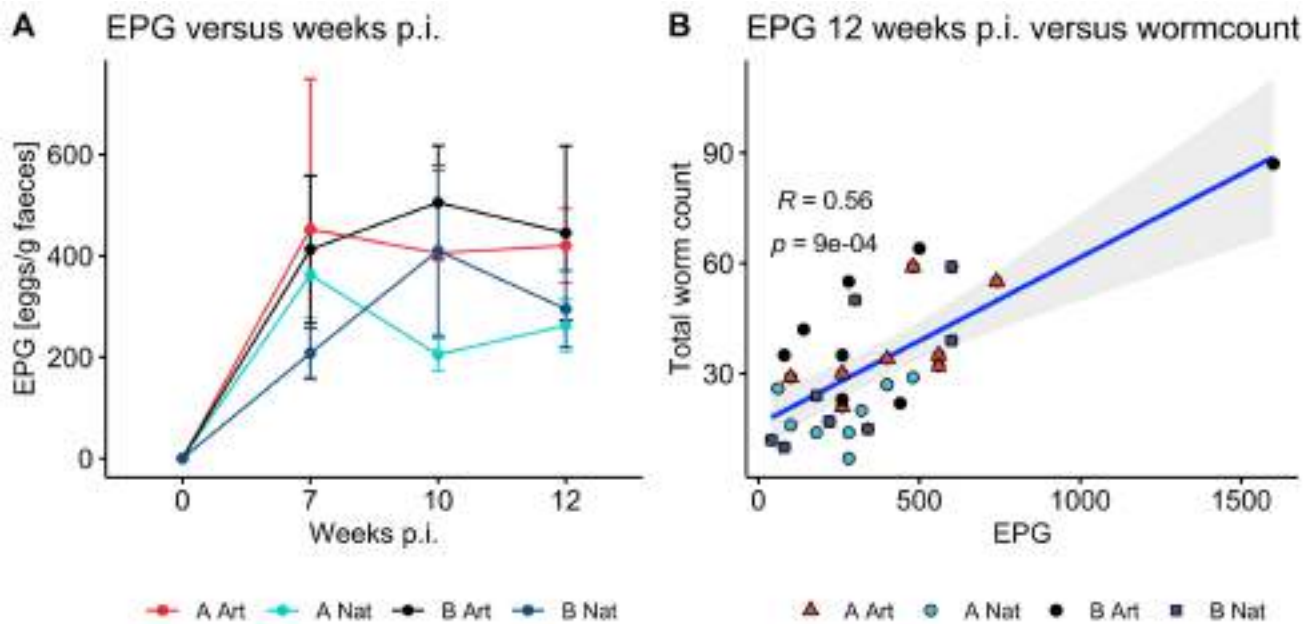 A EPG versus weeks p.i.
EPG [eggs/g faeces]
600
400
200
0
0 7 10 12
Weeks p.i.
A Art A Nat B Art B Nat
B EPG 12 weeks p.i. versus wormcount
Total worm count
90
60
30
R = 0.56
p = 9e-04
0 500 1000 1500
EPG
A Art A Nat B Art B Nat